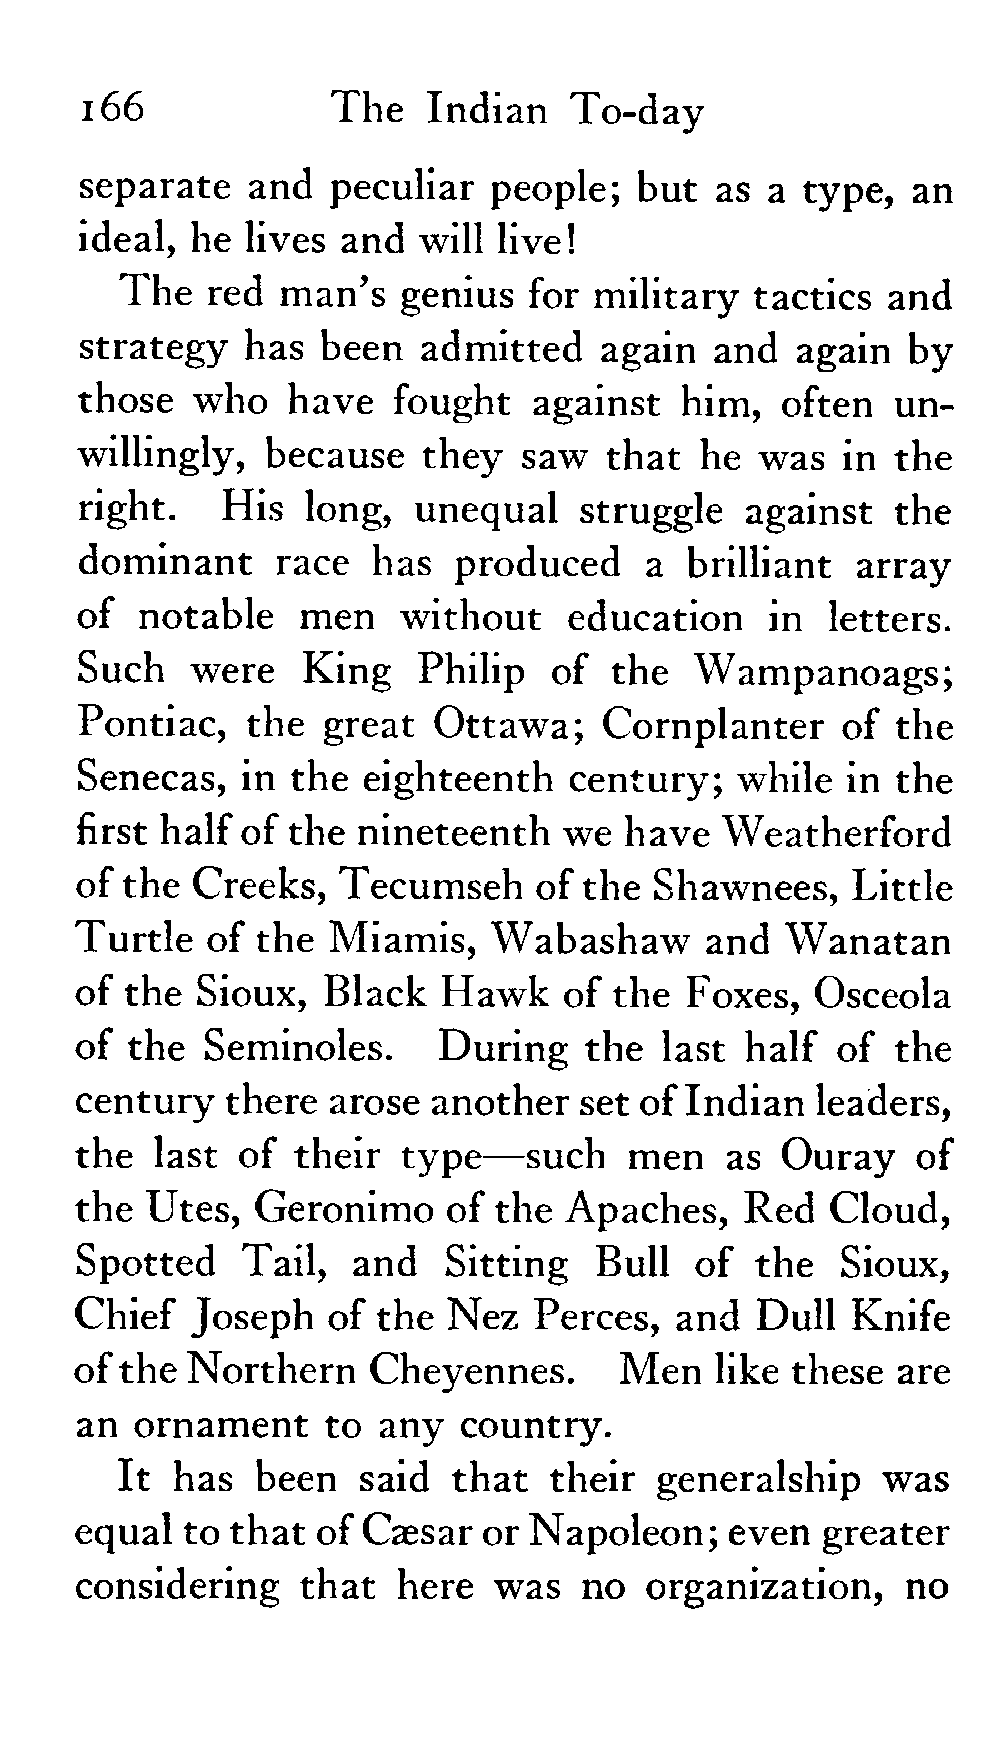 166 The Indian To-day
separate and peculiar people; but as a type, an
ideal, he lives and will live!
The red man's genius for military tactics and
strategy has been admitted again and again by
those who have fought against him, often un-
willingly, because they saw that he was in the
right. His long, unequal struggle against the
dominant race has produced a brilliant array
of notable men without education in letters.
Such were King Philip of the Wampanoags;
Pontiac, the great Ottawa; Cornplanter of the
Senecas, in the eighteenth century; while in the
first half of the nineteenth we have Weatherford
of the Creeks, Tecumseh of the Shawnees, Little
Turtle of the Miamis, Wabashaw and Wanatan
of the Sioux, Black Hawk of the Foxes, Osceola
of the Seminoles. During the last half of the
century there arose another set of Indian leaders,
the last of their type—such men as Ouray of
the Utes, Geronimo of the Apaches, Red Cloud,
Spotted Tail, and Sitting Bull of the Sioux,
Chief Joseph of the Nez Perces, and Dull Knife
of the Northern Cheyennes. Men like these are
an ornament to any country.
It has been said that their generalship was
equal to that of Cæsar or Napoleon; even greater
considering that here was no organization, no